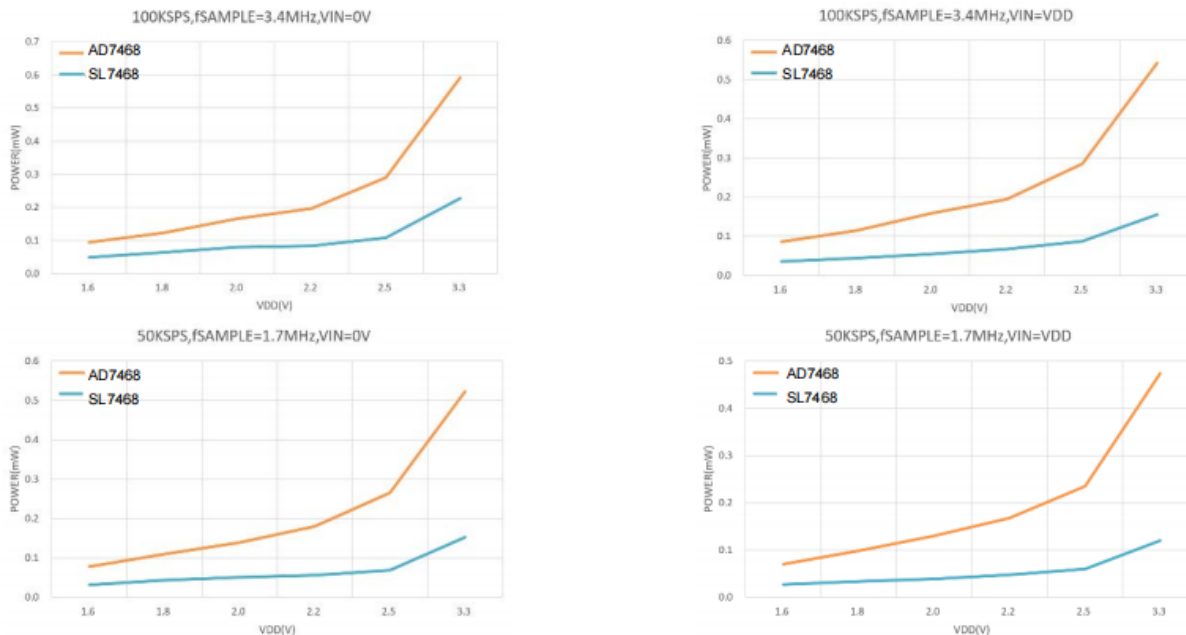 100KSPS,fSAMPLE=3.4MHz,VIN=0V
0.7
0.6
0.5
0.4
0.3
0.2
0.1
0.0
POWER(mW)
AD7468
SL7468
1.6 1.8 2.0 2.2 2.5 3.3
VDD(V)
100KSPS,fSAMPLE=3.4MHz,VIN=VDD
0.6
0.5
0.4
0.3
0.2
0.1
0.0
POWER(mW)
AD7468
SL7468
1.6 1.8 2.0 2.2 2.5 3.3
VDD(V)
50KSPS,fSAMPLE=1.7MHz,VIN=0V
0.6
0.5
0.4
0.3
0.2
0.1
0.0
POWER(mW)
AD7468
SL7468
1.6 1.8 2.0 2.2 2.5 3.3
VDD(V)
50KSPS,fSAMPLE=1.7MHz,VIN=VDD
0.5
0.4
0.3
0.2
0.1
0.0
POWER(mW)
AD7468
SL7468
1.6 1.8 2.0 2.2 2.5 3.3
VDD(V)